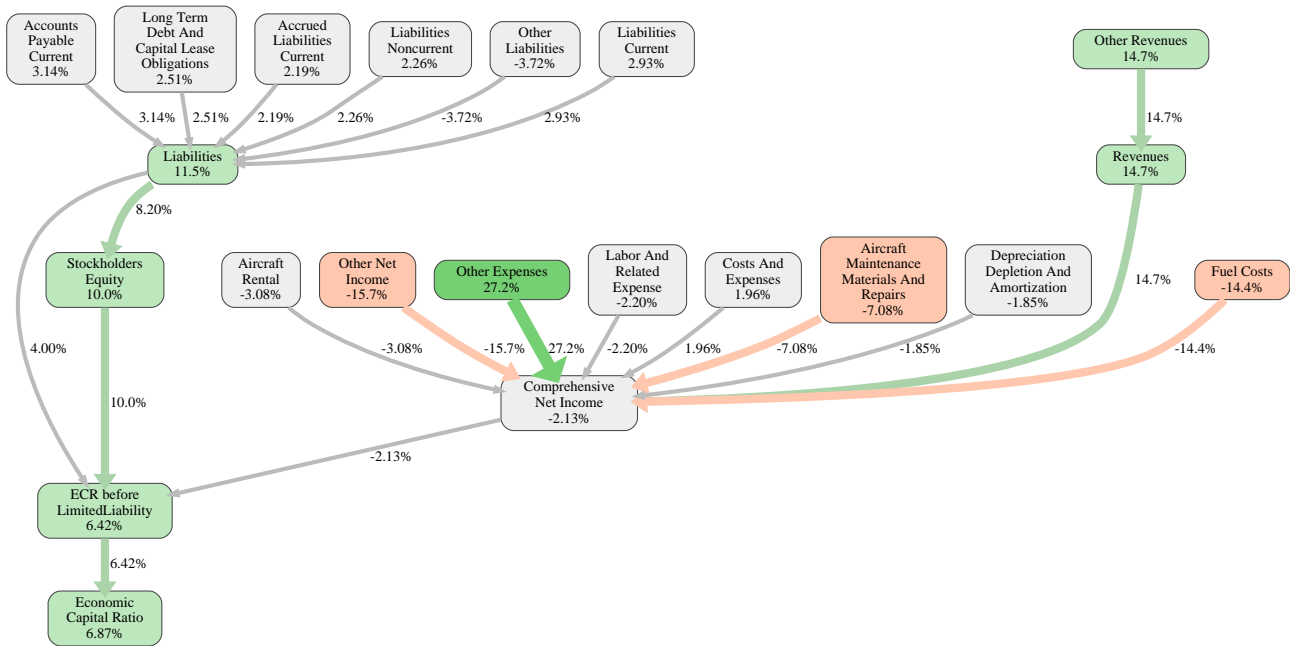 Accounts
Payable
Current
3.14%
Long Term
Debt And
Capital Lease
Obligations
2.51%
Accrued
Liabilities
Current
2.19%
Liabilities
Noncurrent
2.26%
Other
Liabilities
-3.72%
Liabilities
Current
2.93%
Other Revenues
14.7%
3.14%
2.51%
2.19%
2.26%
-3.72%
2.93%
14.7%
Liabilities
11.5%
Revenues
14.7%
8.20%
Stockholders
Equity
10.0%
Aircraft
Rental
-3.08%
Other Net
Income
-15.7%
Other Expenses
27.2%
Labor And
Related
Expense
-2.20%
Costs And
Expenses
1.96%
Aircraft
Maintenance
Materials And
Repairs
-7.08%
Depreciation
Depletion And
Amortization
-1.85%
14.7%
Fuel Costs
-14.4%
4.00%
-3.08%
-15.7%
27.2%
-2.20%
1.96%
-7.08%
-1.85%
-14.4%
10.0%
Comprehensive
Net Income
-2.13%
-2.13%
ECR before
LimitedLiability
6.42%
6.42%
Economic
Capital Ratio
6.87%